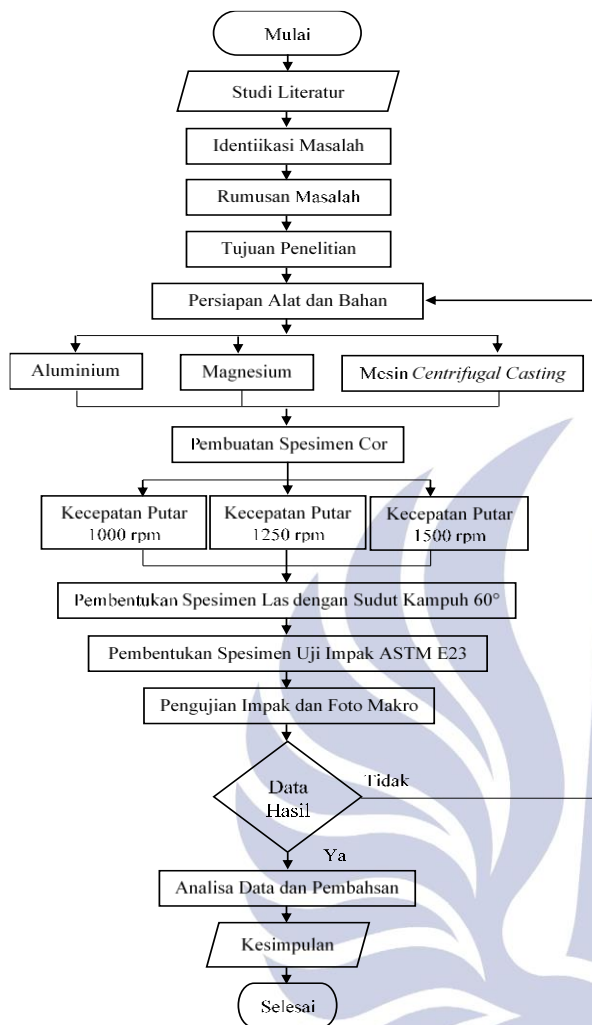 Mulai
Studi Literatur
Identiikasi Masalah
Rumusan Masalah
Tujuan Penelitian
Persiapan Alat dan Bahan
Aluminium
Magnesium
Mesin Centrifugal Casting
Pembuatan Spesimen Cor
Kecepatan Putar
1000 rpm
Kecepatan Putar
1250 rpm
Kecepatan Putar
1500 rpm
Pembentukan Spesimen Las dengan Sudut Kampuh 60°
Pembentukan Spesimen Uji Impak ASTM E23
Pengujian Impak dan Foto Makro
Data
Hasil
Tidak
Ya
Analisa Data dan Pembahsan
Kesimpulan
Selesai